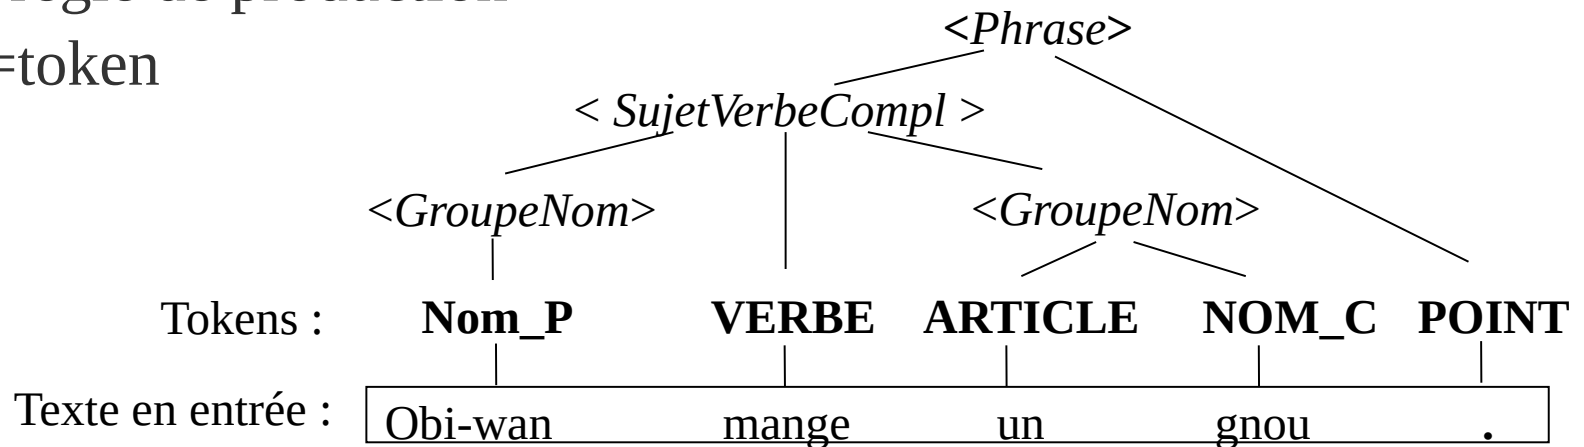 règle de production
<Phrase>
=token
< SujetVerbeCompl >
<GroupeNom> <GroupeNom>
Tokens : Nom_P VERBE ARTICLE NOM_C POINT
Texte en entrée : Obi-wan mange un gnou .